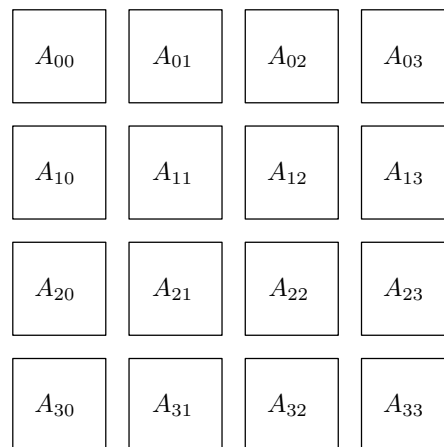 A₀₀ A₀₁ A₀₂ A₀₃
A₁₀ A₁₁ A₁₂ A₁₃
A₂₀ A₂₁ A₂₂ A₂₃
A₃₀ A₃₁ A₃₂ A₃₃